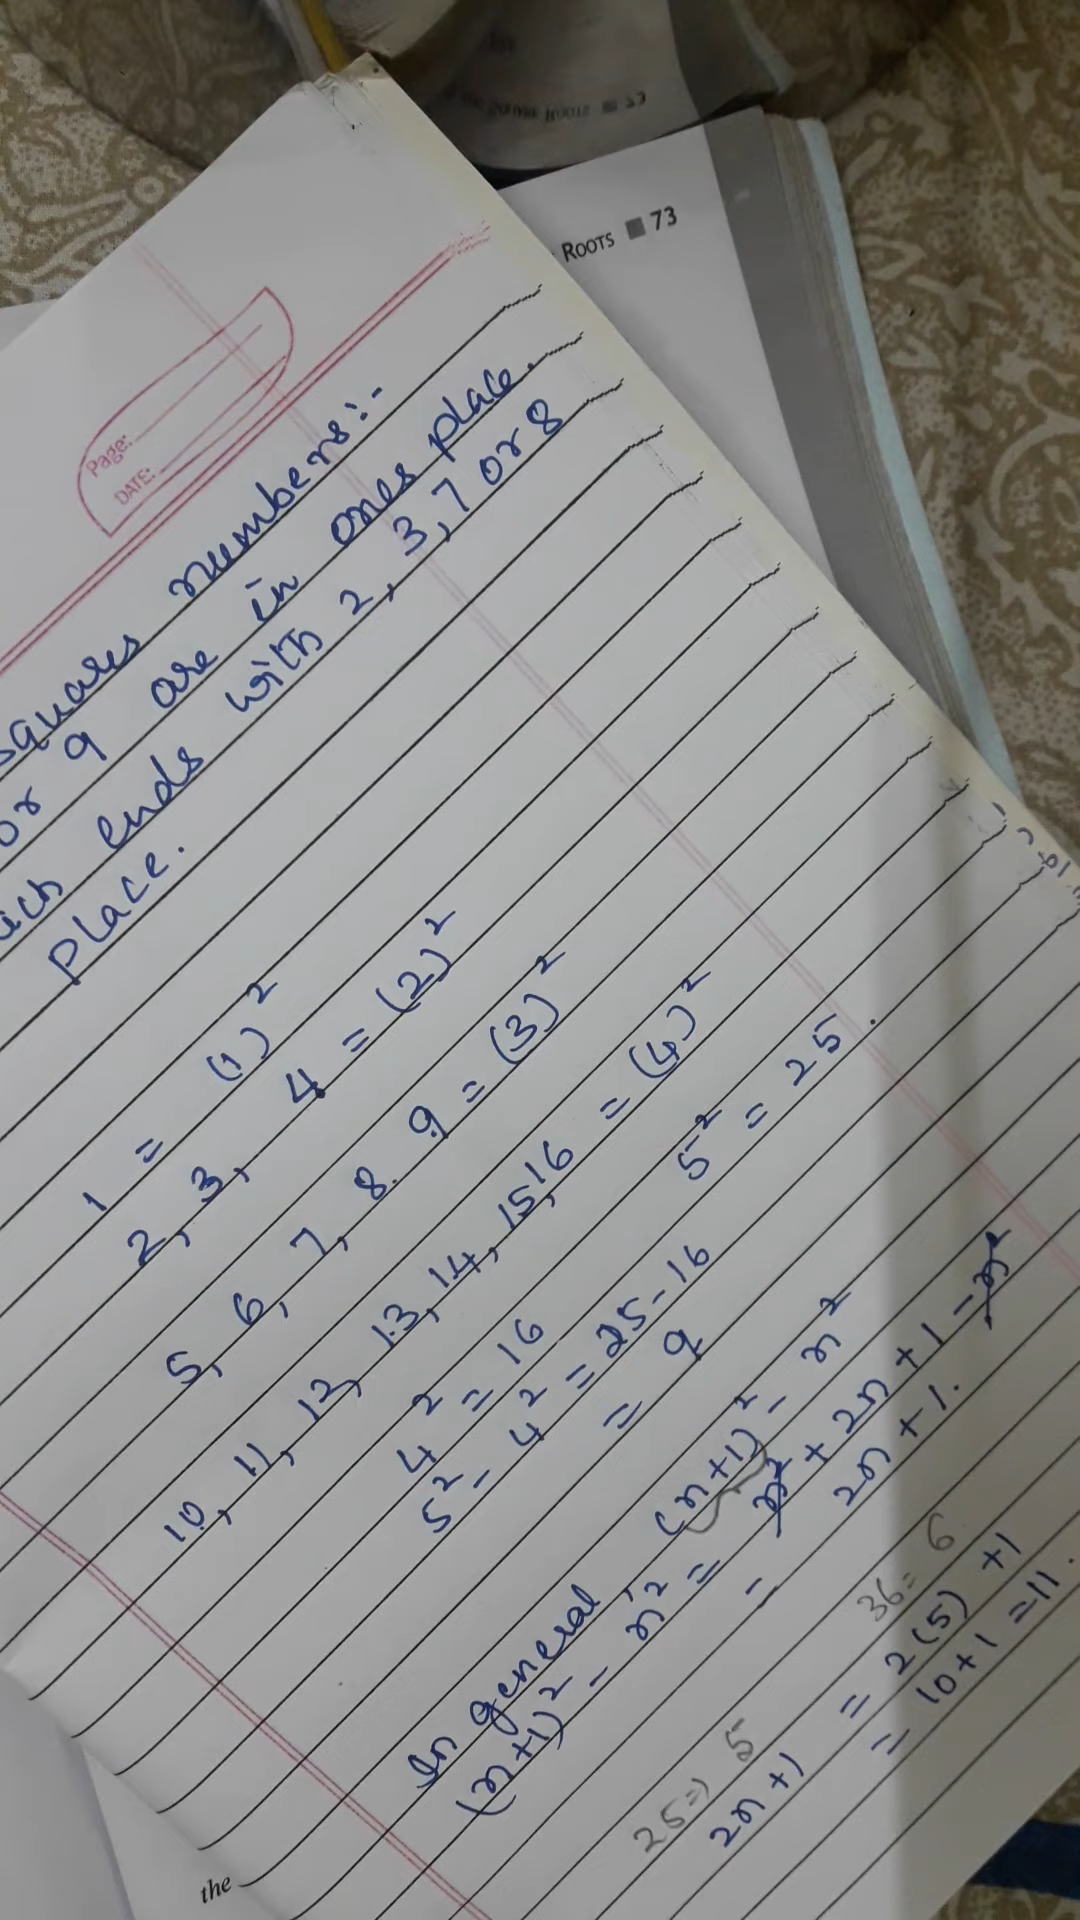 ROOTS ■ 73
Page:
DATE:
squares numbers:-
or 9 are in ones place.
ends with 2, 3, 7 or 8
place.
1 = (1)²
2, 3, 4 = (2)²
5, 6, 7, 8. 9 = (3)²
10, 11, 12, 13, 14, 15, 16 = (4)²
4² = 16 5² = 25.
5² - 4² = 25 - 16
= 9
In general (n+1)² - n²
(n+1)² - n² = n² + 2n + 1 - n²
= 2n + 1.
25 => 5 36 = 6
2n + 1 = 2(5) + 1
= 10 + 1 = 11.
the